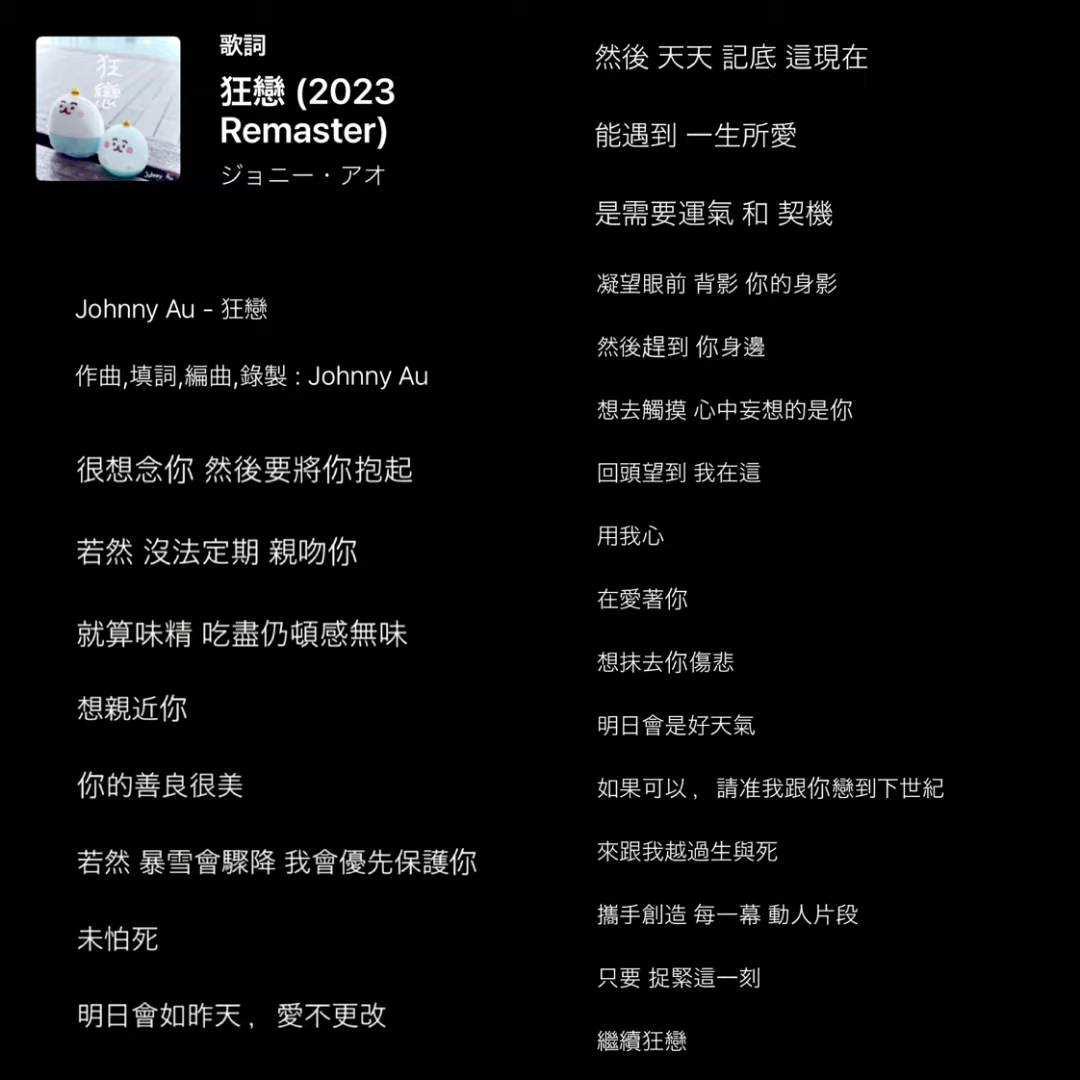 狂戀
Johnny Au
歌詞
狂戀 (2023
Remaster)
ジョニー・アオ
Johnny Au - 狂戀
作曲,填詞,編曲,錄製 : Johnny Au
很想念你 然後要將你抱起
若然 沒法定期 親吻你
就算味精 吃盡仍頓感無味
想親近你
你的善良很美
若然 暴雪會驟降 我會優先保護你
未怕死
明日會如昨天， 愛不更改
然後 天天 記底 這現在
能遇到 一生所愛
是需要運氣 和 契機
凝望眼前 背影 你的身影
然後趕到 你身邊
想去觸摸 心中妄想的是你
回頭望到 我在這
用我心
在愛著你
想抹去你傷悲
明日會是好天氣
如果可以， 請准我跟你戀到下世紀
來跟我越過生與死
攜手創造 每一幕 動人片段
只要 捉緊這一刻
繼續狂戀